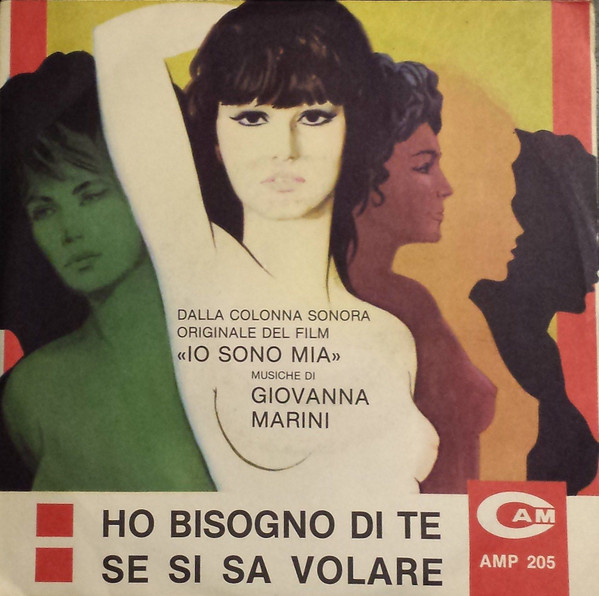 DALLA COLONNA SONORA
ORIGINALE DEL FILM
«IO SONO MIA»
MUSICHE DI
GIOVANNA
MARINI
HO BISOGNO DI TE
SE SI SA VOLARE
CAM
AMP 205